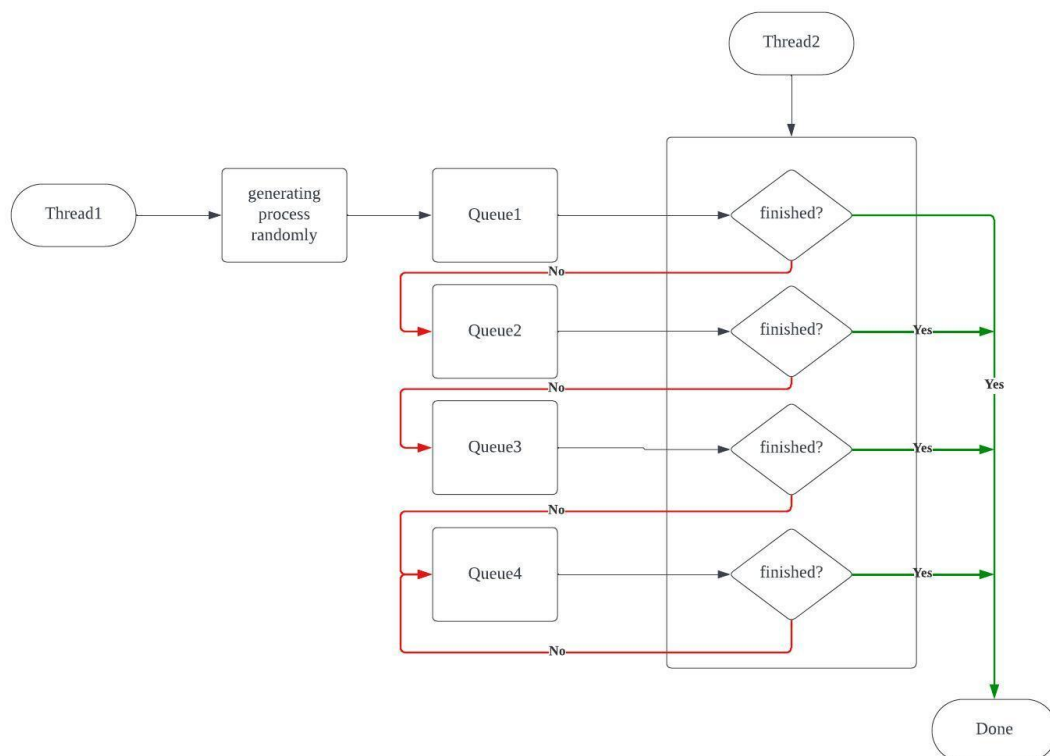 Thread2
Thread1
generating
process
randomly
Queue1
finished?
No
Queue2
finished?
Yes
No
Yes
Queue3
finished?
Yes
No
Queue4
finished?
Yes
No
Done